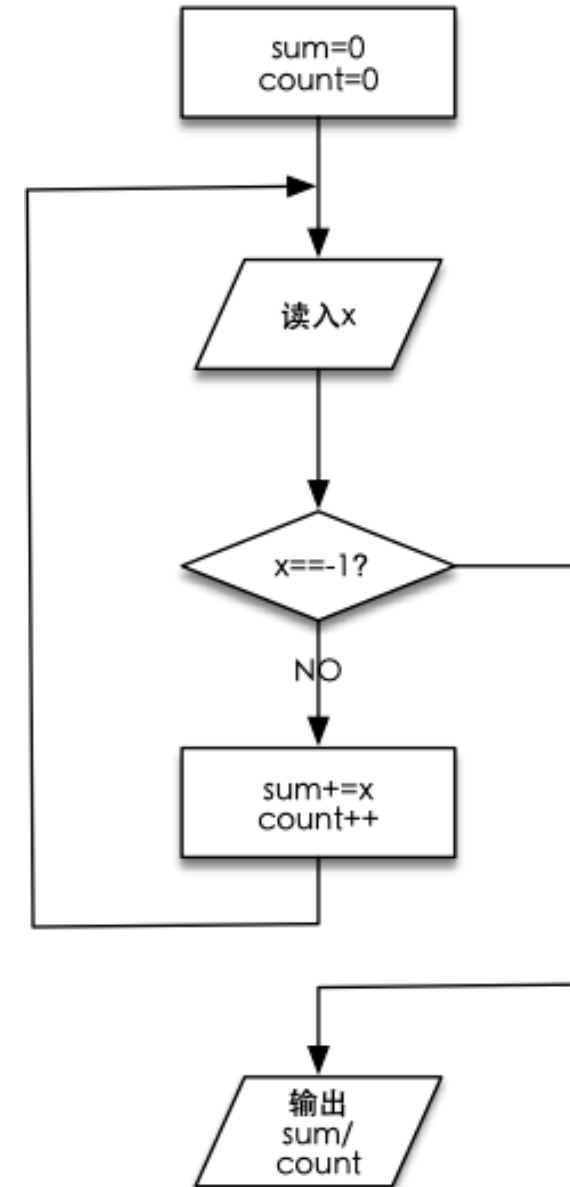 sum=0
count=0
读入x
x==-1?
NO
sum+=x
count++
输出
sum/
count